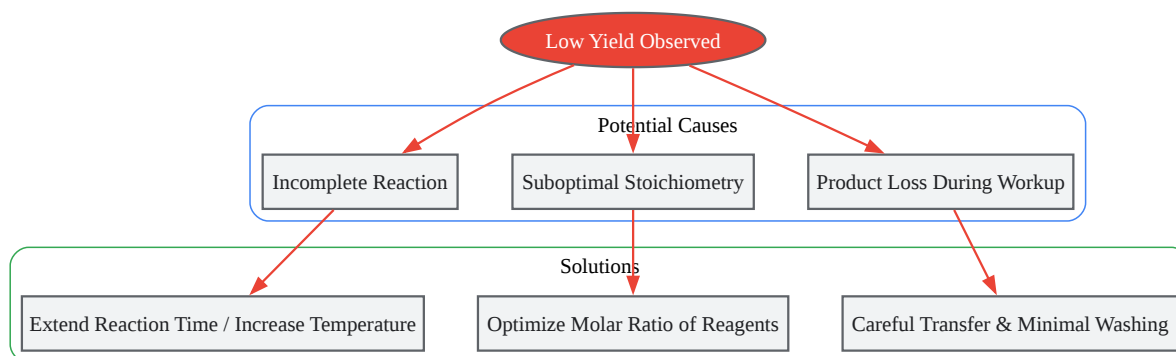 Low Yield Observed
Potential Causes
Incomplete Reaction
Suboptimal Stoichiometry
Product Loss During Workup
Solutions
Extend Reaction Time / Increase Temperature
Optimize Molar Ratio of Reagents
Careful Transfer & Minimal Washing